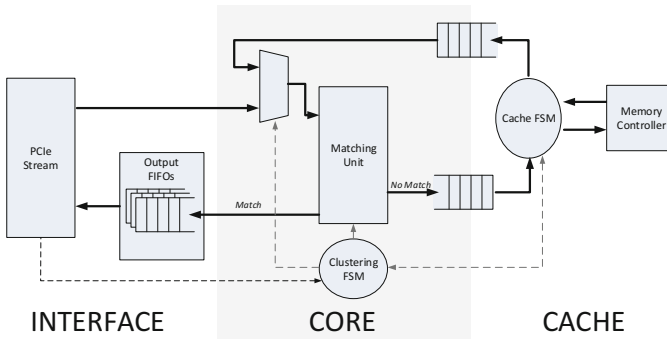 PCIe
Stream
Output
FIFOs
Match
Matching
Unit
No Match
Clustering
FSM
Cache FSM
Memory
Controller
INTERFACE
CORE
CACHE